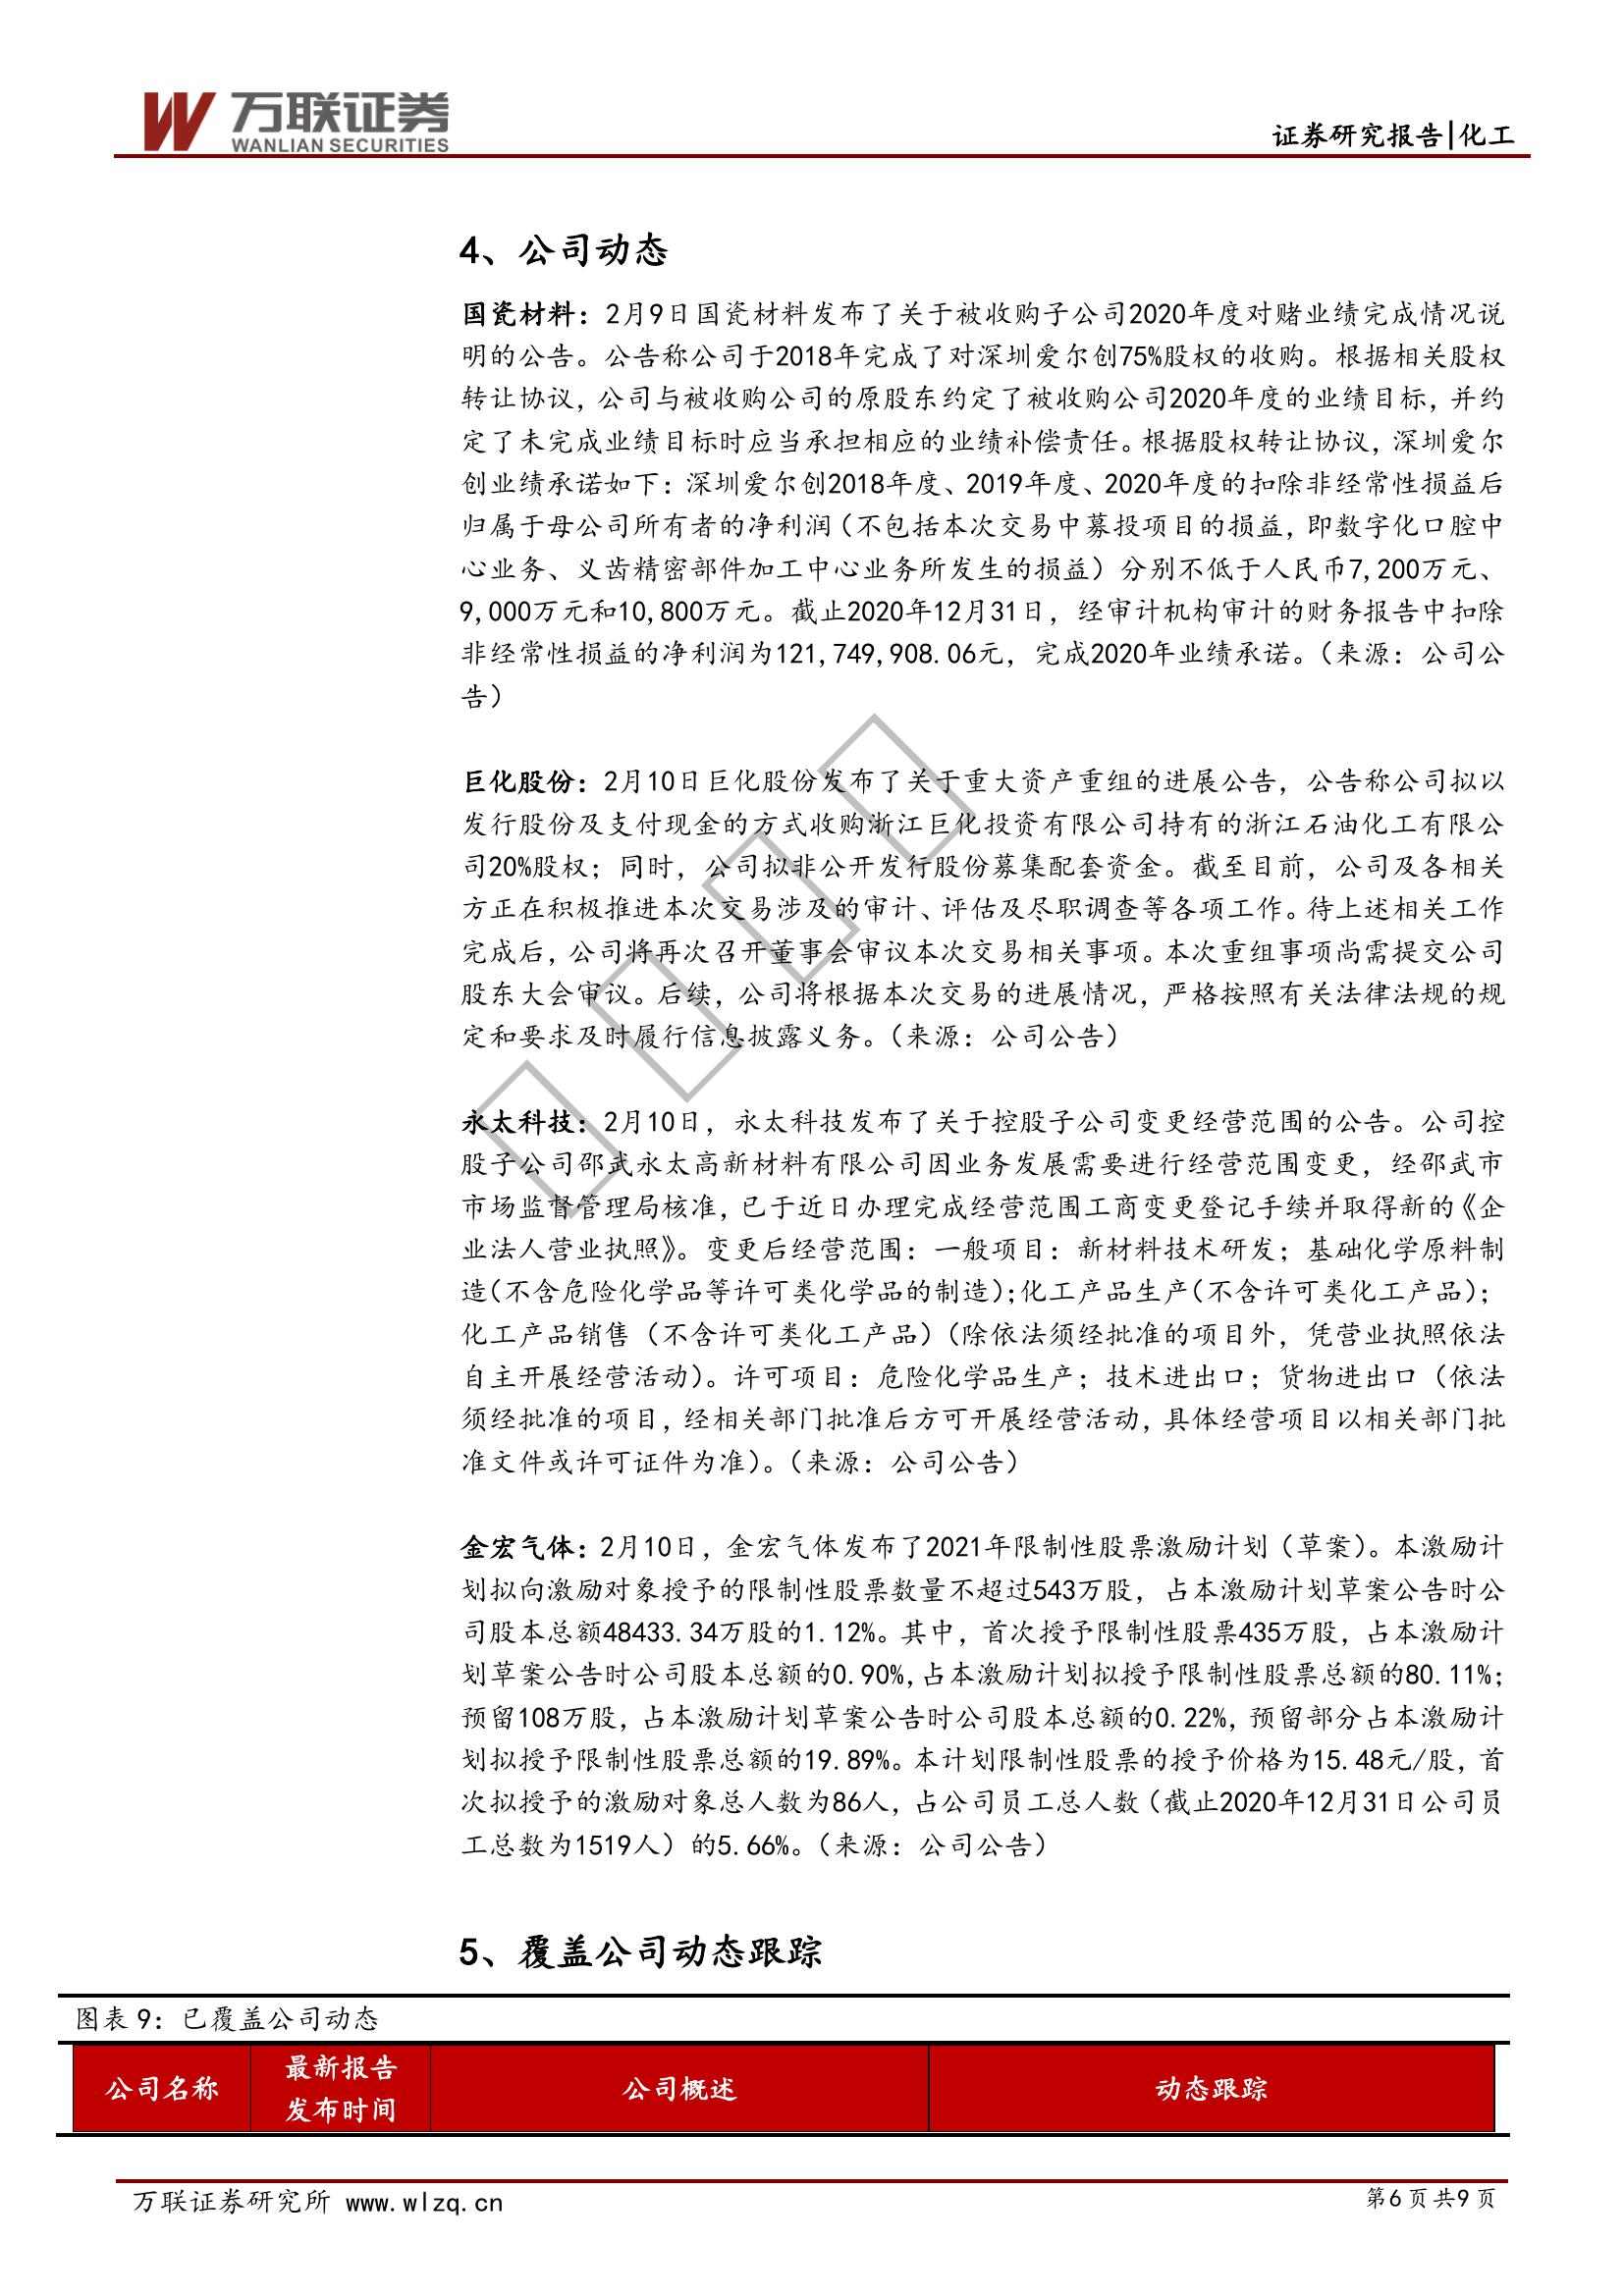 万联证券
WANLIAN SECURITIES
证券研究报告|化工
4、公司动态
国瓷材料：2月9日国瓷材料发布了关于被收购子公司2020年度对赌业绩完成情况说
明的公告。公告称公司于2018年完成了对深圳爱尔创75%股权的收购。根据相关股权
转让协议，公司与被收购公司的原股东约定了被收购公司2020年度的业绩目标，并约
定了未完成业绩目标时应当承担相应的业绩补偿责任。根据股权转让协议，深圳爱尔
创业绩承诺如下：深圳爱尔创2018年度、2019年度、2020年度的扣除非经常性损益后
归属于母公司所有者的净利润（不包括本次交易中募投项目的损益，即数字化口腔中
心业务、义齿精密部件加工中心业务所发生的损益）分别不低于人民币7,200万元、
9,000万元和10,800万元。截止2020年12月31日，经审计机构审计的财务报告中扣除
非经常性损益的净利润为121,749,908.06元，完成2020年业绩承诺。（来源：公司公
告）
巨化股份：2月10日巨化股份发布了关于重大资产重组的进展公告，公告称公司拟以
发行股份及支付现金的方式收购浙江巨化投资有限公司持有的浙江石油化工有限公
司20%股权；同时，公司拟非公开发行股份募集配套资金。截至目前，公司及各相关
方正在积极推进本次交易涉及的审计、评估及尽职调查等各项工作。待上述相关工作
完成后，公司将再次召开董事会审议本次交易相关事项。本次重组事项尚需提交公司
股东大会审议。后续，公司将根据本次交易的进展情况，严格按照有关法律法规的规
定和要求及时履行信息披露义务。（来源：公司公告）
永太科技：2月10日，永太科技发布了关于控股子公司变更经营范围的公告。公司控
股子公司邵武永太高新材料有限公司因业务发展需要进行经营范围变更，经邵武市
市场监督管理局核准，已于近日办理完成经营范围工商变更登记手续并取得新的《企
业法人营业执照》。变更后经营范围：一般项目：新材料技术研发；基础化学原料制
造（不含危险化学品等许可类化学品的制造）；化工产品生产（不含许可类化工产品）；
化工产品销售（不含许可类化工产品）（除依法须经批准的项目外，凭营业执照依法
自主开展经营活动）。许可项目：危险化学品生产；技术进出口；货物进出口（依法
须经批准的项目，经相关部门批准后方可开展经营活动，具体经营项目以相关部门批
准文件或许可证件为准）。（来源：公司公告）
金宏气体：2月10日，金宏气体发布了2021年限制性股票激励计划（草案）。本激励计
划拟向激励对象授予的限制性股票数量不超过543万股，占本激励计划草案公告时公
司股本总额48433.34万股的1.12%。其中，首次授予限制性股票435万股，占本激励计
划草案公告时公司股本总额的0.90%，占本激励计划拟授予限制性股票总额的80.11%；
预留108万股，占本激励计划草案公告时公司股本总额的0.22%，预留部分占本激励计
划拟授予限制性股票总额的19.89%。本计划限制性股票的授予价格为15.48元/股，首
次拟授予的激励对象总人数为86人，占公司员工总人数（截止2020年12月31日公司员
工总数为1519人）的5.66%。（来源：公司公告）
5、覆盖公司动态跟踪
图表 9：已覆盖公司动态
公司名称 最新报告 公司概述 动态跟踪
发布时间
万联证券研究所 www.wlzq.cn 第6页共9页